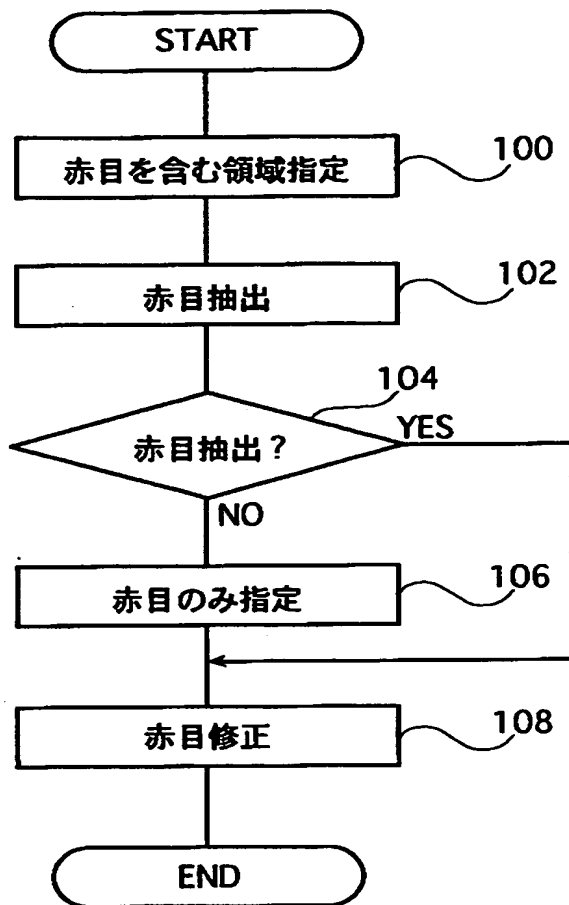 START
赤目を含む領域指定
100
赤目抽出
102
104
赤目抽出？
YES
NO
赤目のみ指定
106
赤目修正
108
END